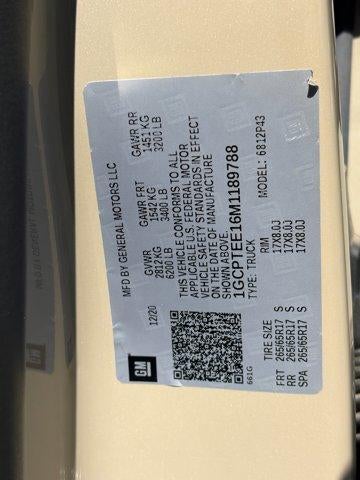 GM
MFD BY GENERAL MOTORS LLC
12/20
GVWR GAWR FRT GAWR RR
2812 KG 1542 KG 1451 KG
6200 LB 3400 LB 3200 LB
THIS VEHICLE CONFORMS TO ALL
APPLICABLE U.S. FEDERAL MOTOR
VEHICLE SAFETY STANDARDS IN EFFECT
ON THE DATE OF MANUFACTURE
SHOWN ABOVE.
1GCPTEE16M1189788
TYPE: TRUCK MODEL: 6812P43
661G
TIRE SIZE RIM
FRT 265/65R17 S 17X8.0J
RR 265/65R17 S 17X8.0J
SPA 265/65R17 S 17X8.0J